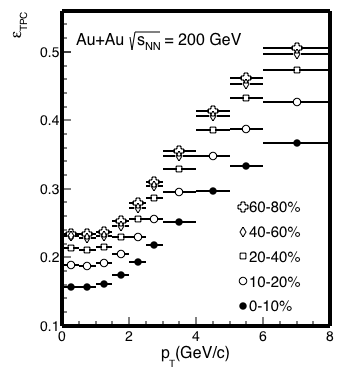 ε_TPC
Au+Au √s_NN = 200 GeV
0.5
0.4
0.3
0.2
0.1
60-80%
40-60%
20-40%
10-20%
0-10%
0 2 4 6 8
p_T(GeV/c)